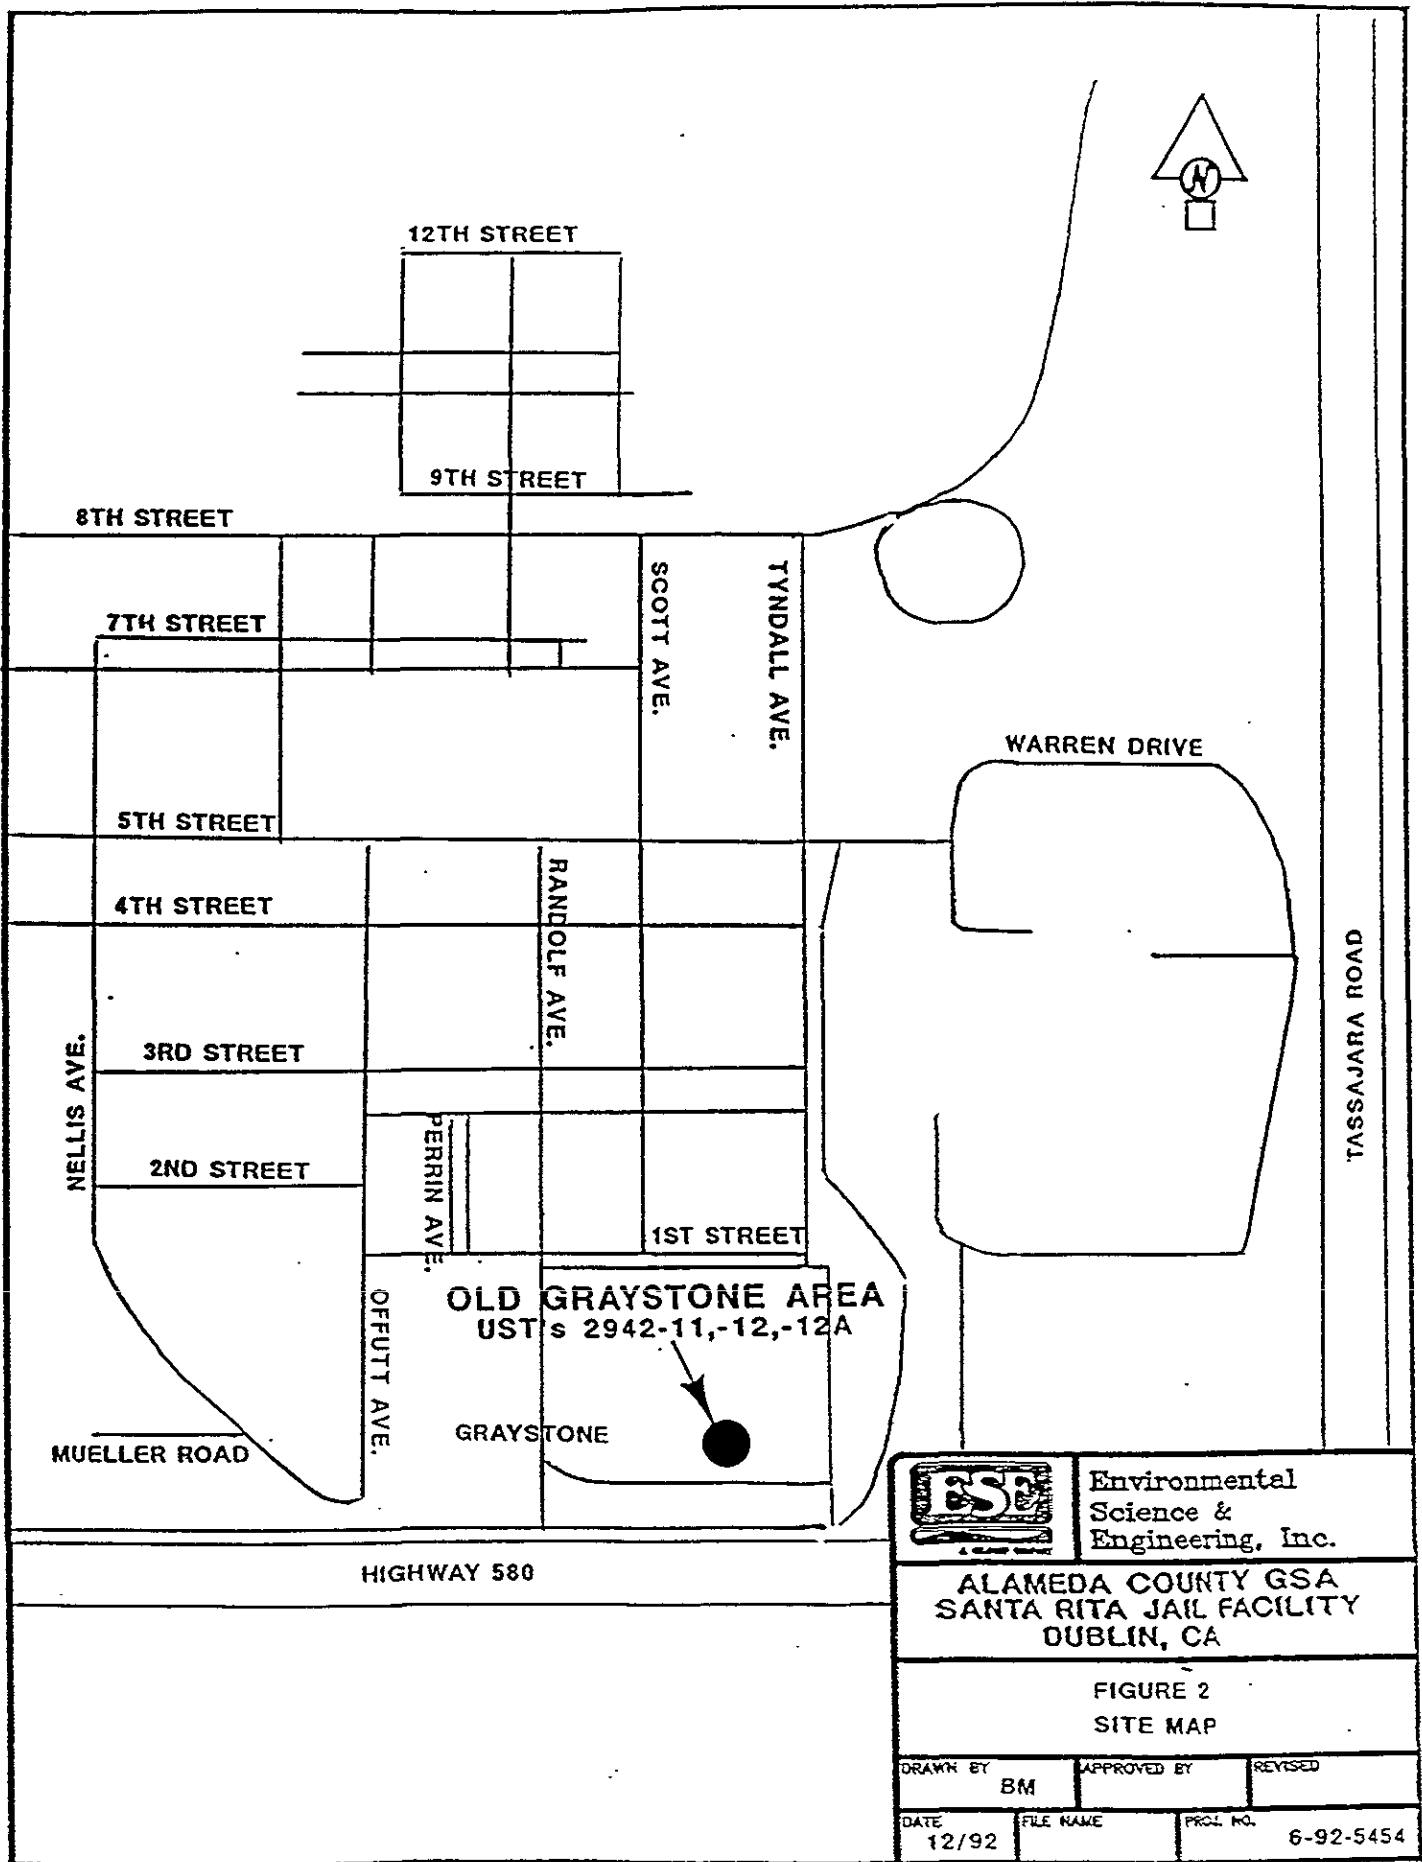 N
12TH STREET
9TH STREET
8TH STREET
7TH STREET
SCOTT AVE.
TYNDALL AVE.
WARREN DRIVE
5TH STREET
4TH STREET
RANDOLF AVE.
TASSAJARA ROAD
3RD STREET
NELLIS AVE.
PERRIN AVE.
2ND STREET
1ST STREET
OLD GRAYSTONE AREA
UST's 2942-11,-12,-12A
OFFUTT AVE.
GRAYSTONE
MUELLER ROAD
HIGHWAY 580
ESE
Environmental
Science &
Engineering, Inc.
ALAMEDA COUNTY GSA
SANTA RITA JAIL FACILITY
DUBLIN, CA
FIGURE 2
SITE MAP
DRAWN BY
BM
APPROVED BY
REVISED
DATE
12/92
FILE NAME
PROJ. NO.
6-92-5454